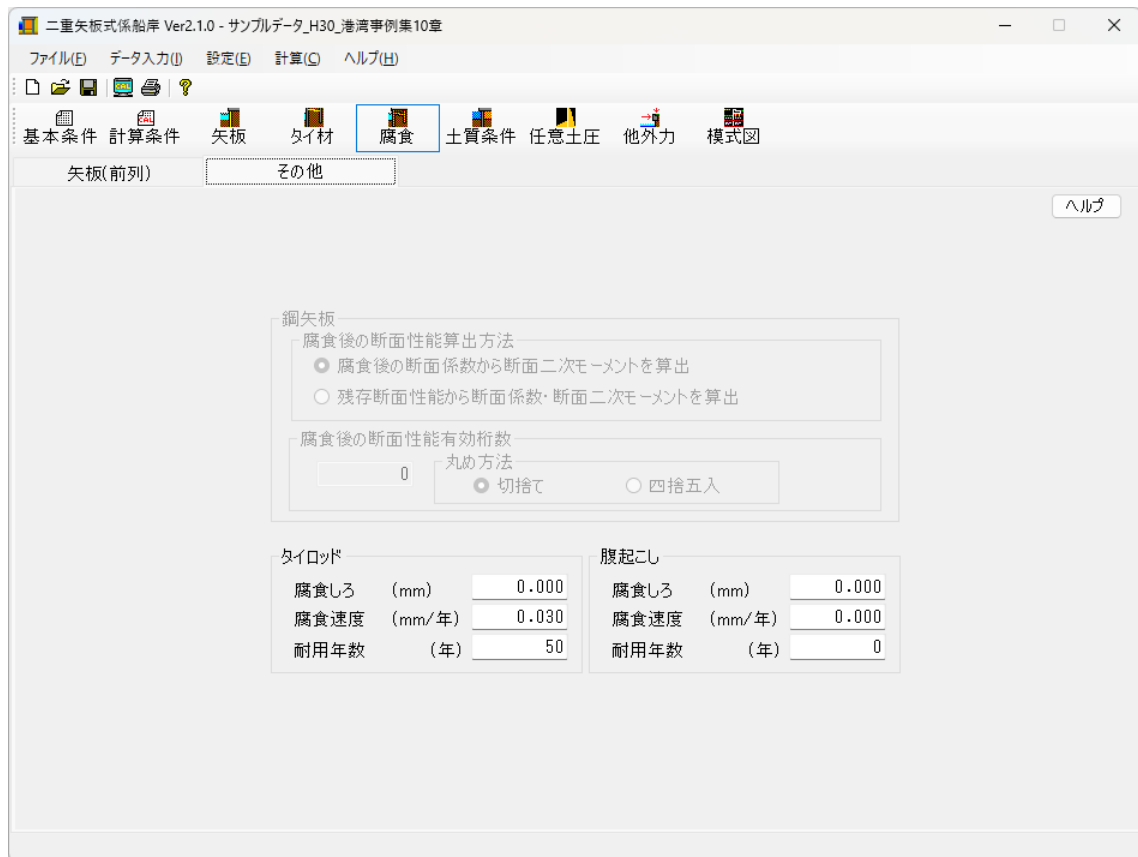 二重矢板式係船岸 Ver2.1.0 - サンプルデータ_H30_港湾事例集10章
ファイル(F) データ入力(I) 設定(E) 計算(C) ヘルプ(H)
基本条件 計算条件 矢板 タイ材 腐食 土質条件 任意土圧 他外力 模式図
矢板(前列) その他
ヘルプ
鋼矢板
腐食後の断面性能算出方法
腐食後の断面係数から断面二次モーメントを算出
残存断面性能から断面係数・断面二次モーメントを算出
腐食後の断面性能有効桁数
丸め方法
0 切捨て 四捨五入
タイロッド 腹起こし
腐食しろ (mm) 0.000 腐食しろ (mm) 0.000
腐食速度 (mm/年) 0.030 腐食速度 (mm/年) 0.000
耐用年数 (年) 50 耐用年数 (年) 0